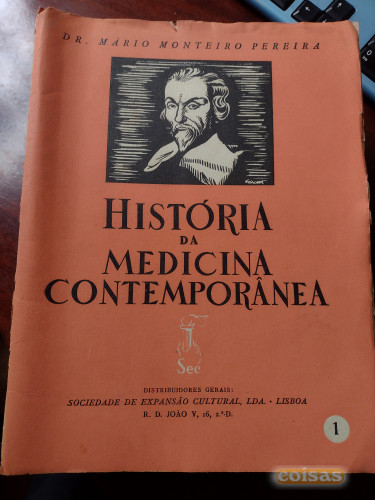 DR. MÁRIO MONTEIRO PEREIRA
HISTÓRIA
DA
MEDICINA
CONTEMPORÂNEA
Sec
DISTRIBUIDORES GERAIS:
SOCIEDADE DE EXPANSÃO CULTURAL, LDA. · LISBOA
R. D. JOÃO V, 16, 2.º-D.
1
coisas